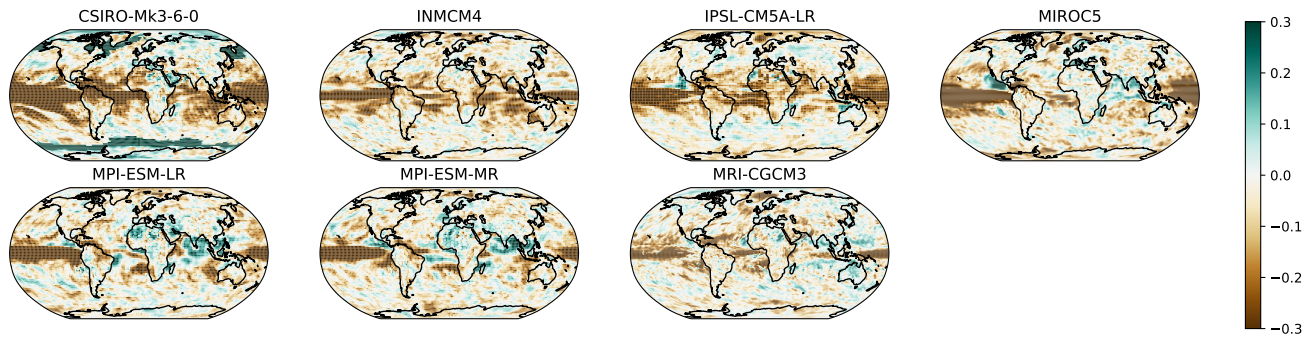 CSIRO-Mk3-6-0
INMCM4
IPSL-CM5A-LR
MIROC5
MPI-ESM-LR
MPI-ESM-MR
MRI-CGCM3
0.3
0.2
0.1
0.0
−0.1
−0.2
−0.3